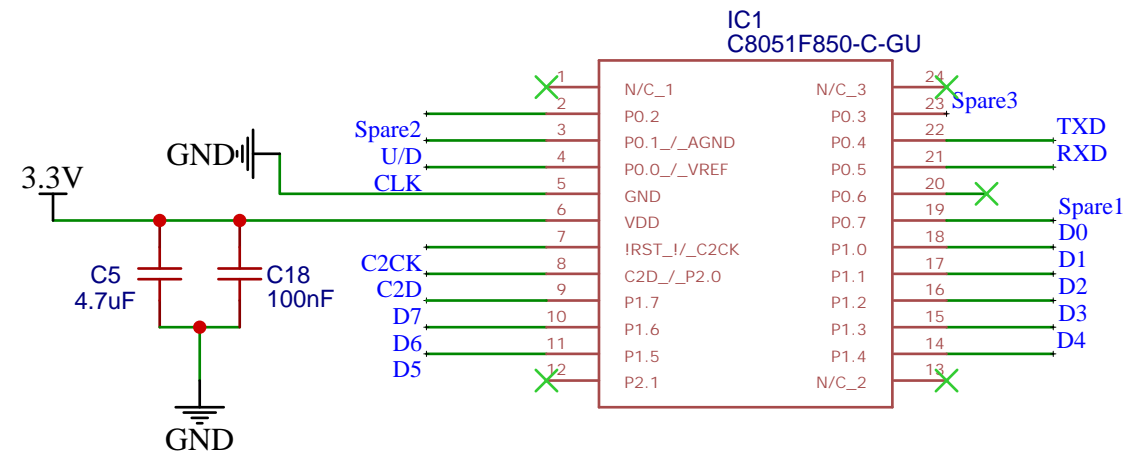 IC1
C8051F850-C-GU
1 N/C_1 N/C_3 24
2 P0.2 P0.3 23 Spare3
Spare2 3 P0.1_/_AGND P0.4 22 TXD
U/D 4 P0.0_/_VREF P0.5 21 RXD
GND CLK 5 GND P0.6 20
3.3V 6 VDD P0.7 19 Spare1
7 !RST_!/_C2CK P1.0 18 D0
C2CK 8 C2D_/_P2.0 P1.1 17 D1
C2D 9 P1.7 P1.2 16 D2
D7 10 P1.6 P1.3 15 D3
D6 11 P1.5 P1.4 14 D4
D5 12 P2.1 N/C_2 13
C5
4.7uF
C18
100nF
GND